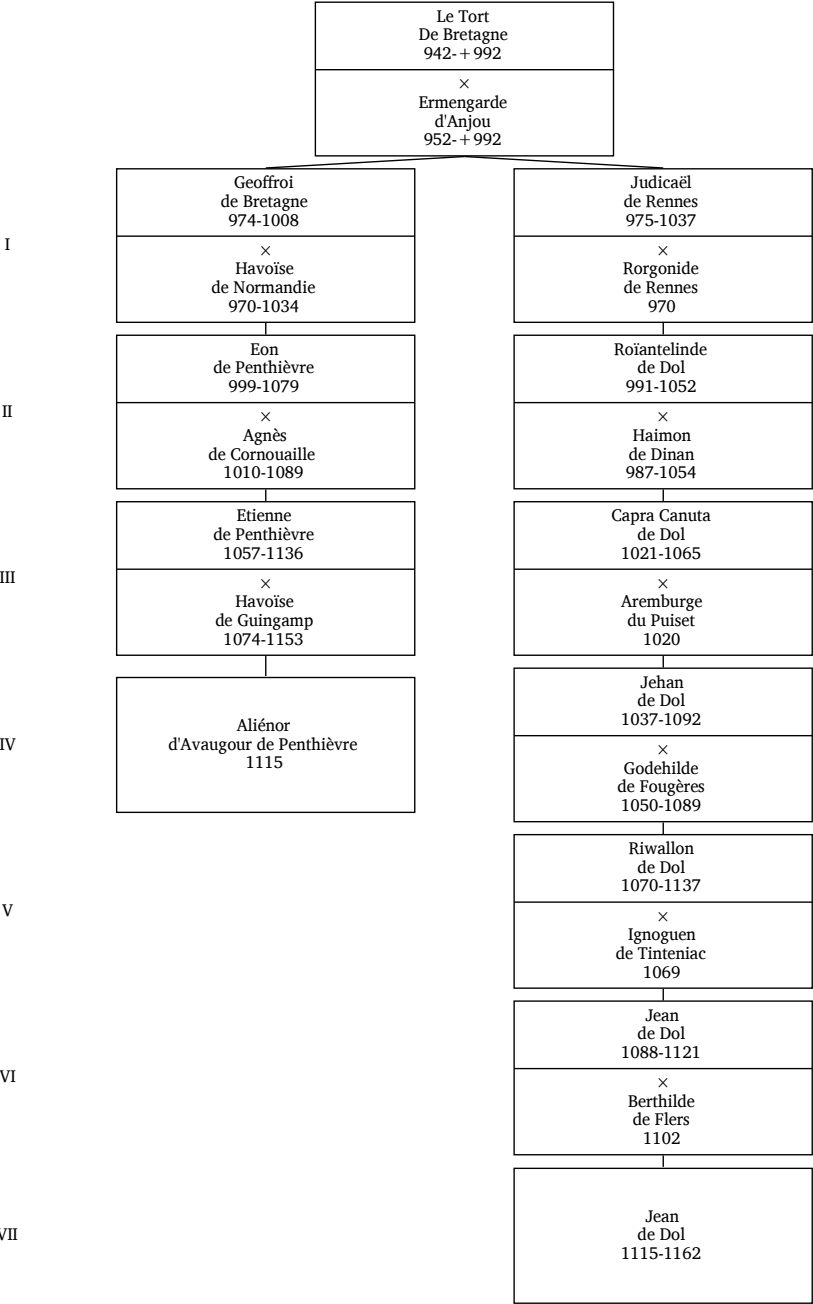 Le Tort
De Bretagne
942-+992
×
Ermengarde
d'Anjou
952-+992
I
Geoffroi
de Bretagne
974-1008
×
Havoïse
de Normandie
970-1034
Judicaël
de Rennes
975-1037
×
Rorgonide
de Rennes
970
II
Eon
de Penthièvre
999-1079
×
Agnès
de Cornouaille
1010-1089
Roïantelinde
de Dol
991-1052
×
Haimon
de Dinan
987-1054
III
Etienne
de Penthièvre
1057-1136
×
Havoïse
de Guingamp
1074-1153
Capra Canuta
de Dol
1021-1065
×
Aremburge
du Puiset
1020
IV
Aliénor
d'Avaugour de Penthièvre
1115
Jehan
de Dol
1037-1092
×
Godehilde
de Fougères
1050-1089
V
Riwallon
de Dol
1070-1137
×
Ignoguen
de Tinteniac
1069
VI
Jean
de Dol
1088-1121
×
Berthilde
de Flers
1102
VII
Jean
de Dol
1115-1162